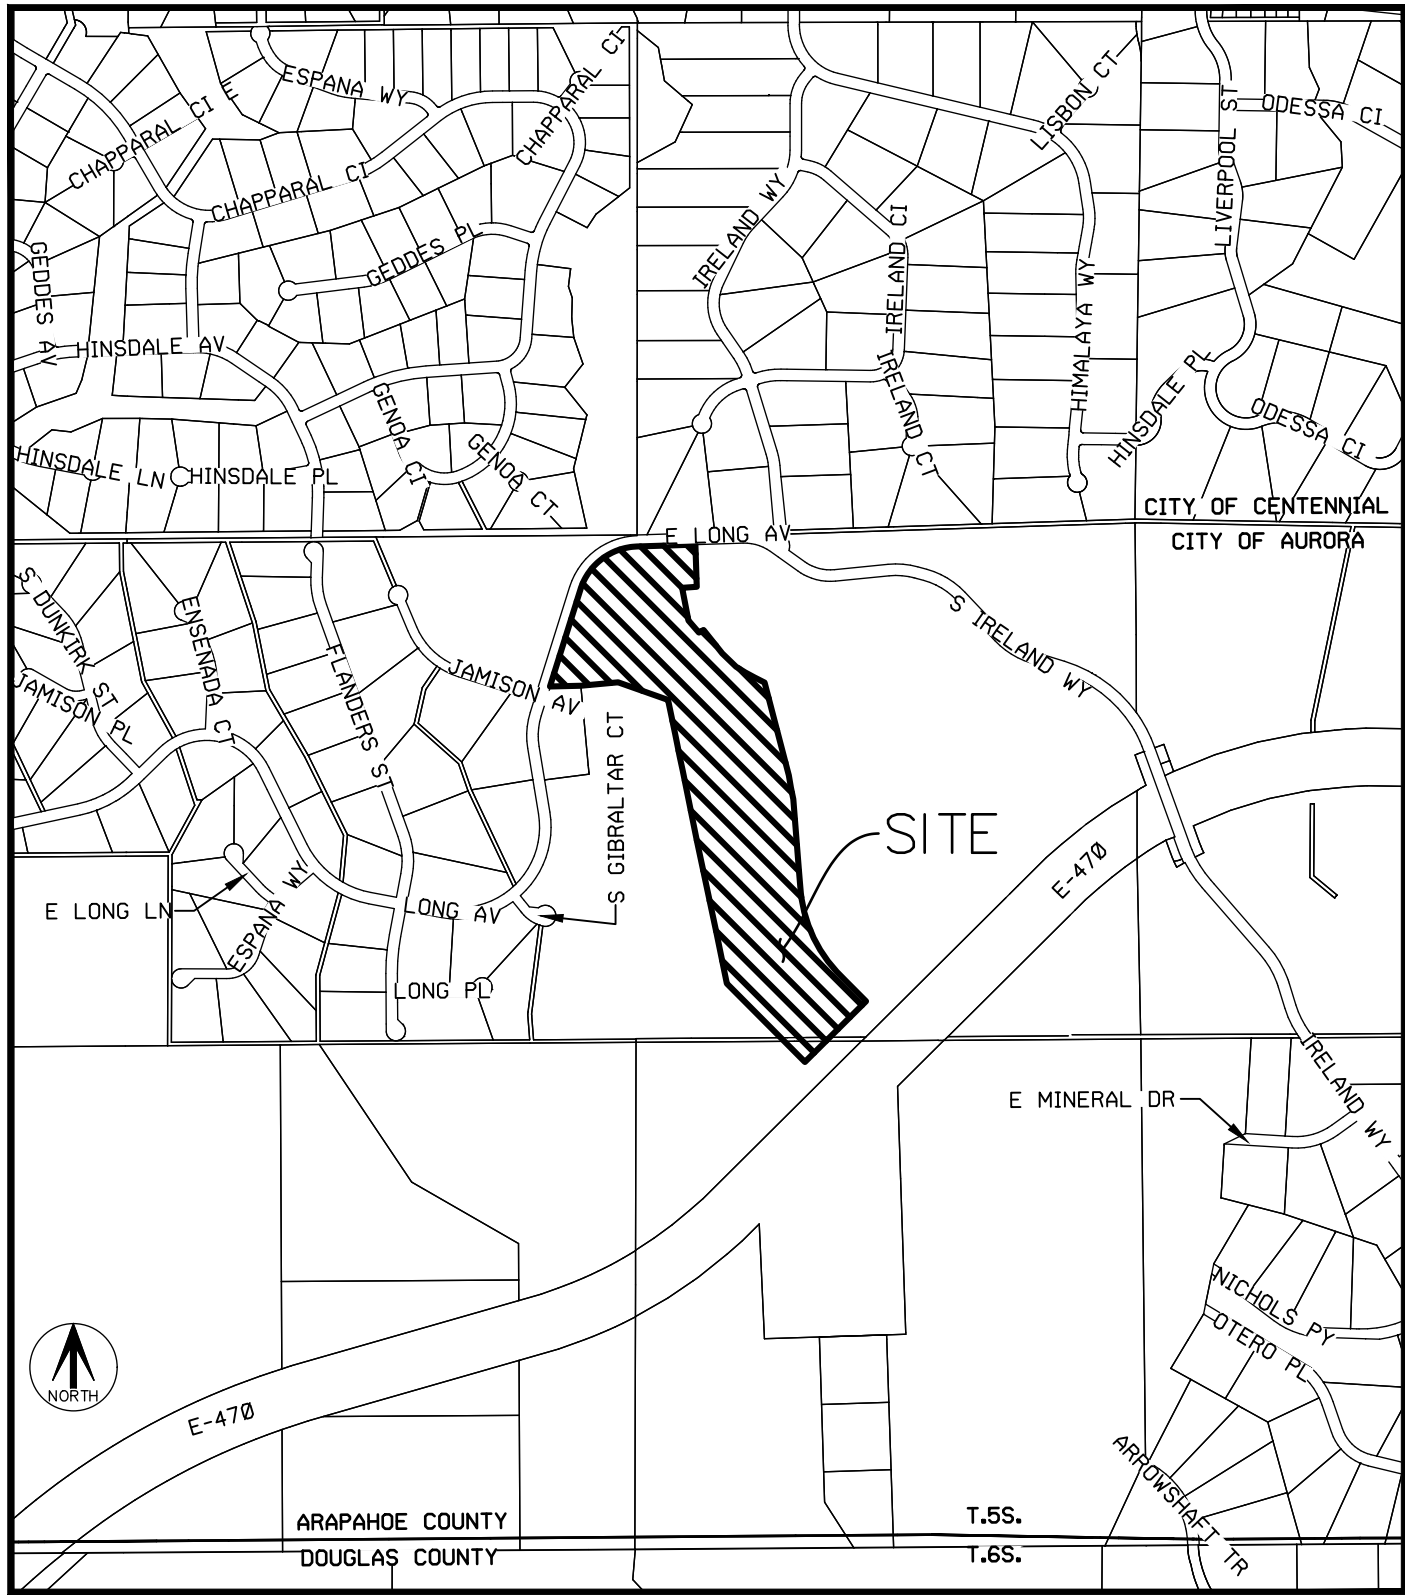 ESPANA WY
CHAPPARAL CI
LISBON CT
ODESSA CI
CHAPPARAL CI E
LIVERPOOL ST
CHAPPARAL CI
IRELAND WY
IRELAND CI
GEDDES PL
GEDDES AV
HIMALAYA WY
HINSDALE AV
IRELAND CT
HINSDALE PL
GENOA CI
GENOA CT
ODESSA CI
HINSDALE LN
HINSDALE PL
CITY OF CENTENNIAL
E LONG AV
CITY OF AURORA
S DUNKIRK ST
ENSENADA CT
S IRELAND WY
FLANDERS ST
JAMISON AV
JAMISON PL
S GIBRALTAR CT
SITE
E-470
E LONG LN
ESPANA WY
LONG AV
LONG PL
IRELAND WY
E MINERAL DR
NICHOLS PY
OTERO PL
NORTH
E-470
ARROWSHAFT TR
ARAPAHOE COUNTY
T.5S.
DOUGLAS COUNTY
T.6S.